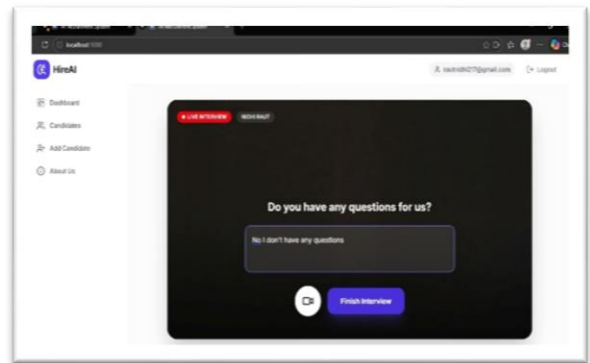 localhost
HireAI
Logout
Dashboard
Candidates
Add Candidate
About Us
LIVE INTERVIEW
NIDHI RAUT
Do you have any questions for us?
No I don't have any questions
Finish Interview